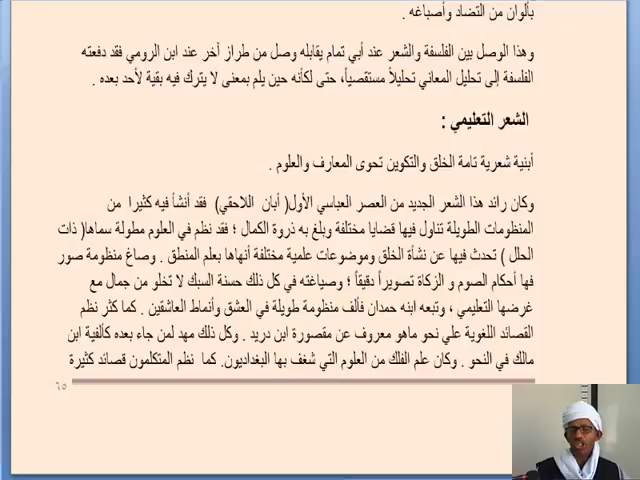 بألوان من التضاد وأصباغه .
وهذا الوصل بين الفلسفة والشعر عند أبي تمام يقابله وصل من طراز آخر عند ابن الرومي فقد دفعته
الفلسفة إلى تحليل المعاني تحليلاً مستقصياً، حتى لكأنه حين يلم بمعنى لا يترك فيه بقية لأحد بعده .
الشعر التعليمي :
أبنية شعرية تامة الخلق والتكوين تحوى المعارف والعلوم .
وكان رائد هذا الشعر الجديد من العصر العباسي الأول( أبان اللاحقي) فقد أنشأ فيه كثيرا من
المنظومات الطويلة تناول فيها قضايا مختلفة وبلغ به ذروة الكمال ؛ فقد نظم في العلوم مطولة سماها( ذات
الحلل ) تحدث فيها عن نشأة الخلق وموضوعات علمية مختلفة أنهاها بعلم المنطق . وصاغ منظومة صور
فها أحكام الصوم و الزكاة تصويراً دقيقاً ؛ وصياغته في كل ذلك حسنة السبك لا تخلو من جمال مع
غرضها التعليمي ، وتبعه ابنه حمدان فألف منظومة طويلة في العشق وأنماط العاشقين . كما كثر نظم
القصائد اللغوية علي نحو ماهو معروف عن مقصورة ابن دريد . وكل ذلك مهد لمن جاء بعده كألفية ابن
مالك في النحو . وكان علم الفلك من العلوم التي شغف بها البغداديون. كما نظم المتكلمون قصائد كثيرة
٦٥